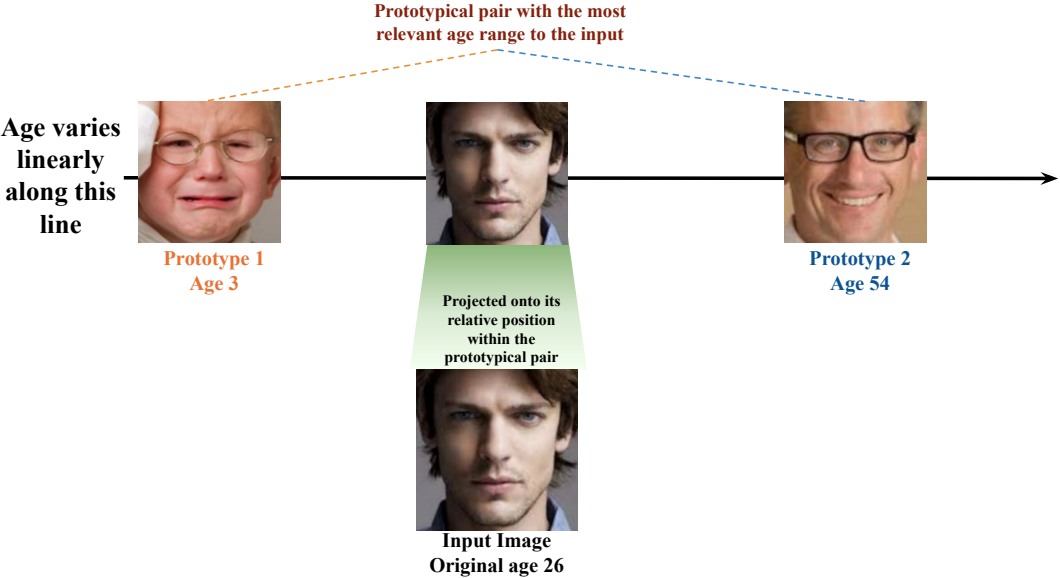 Prototypical pair with the most
relevant age range to the input
Age varies
linearly
along this
line
Prototype 1
Age 3
Prototype 2
Age 54
Projected onto its
relative position
within the
prototypical pair
Input Image
Original age 26